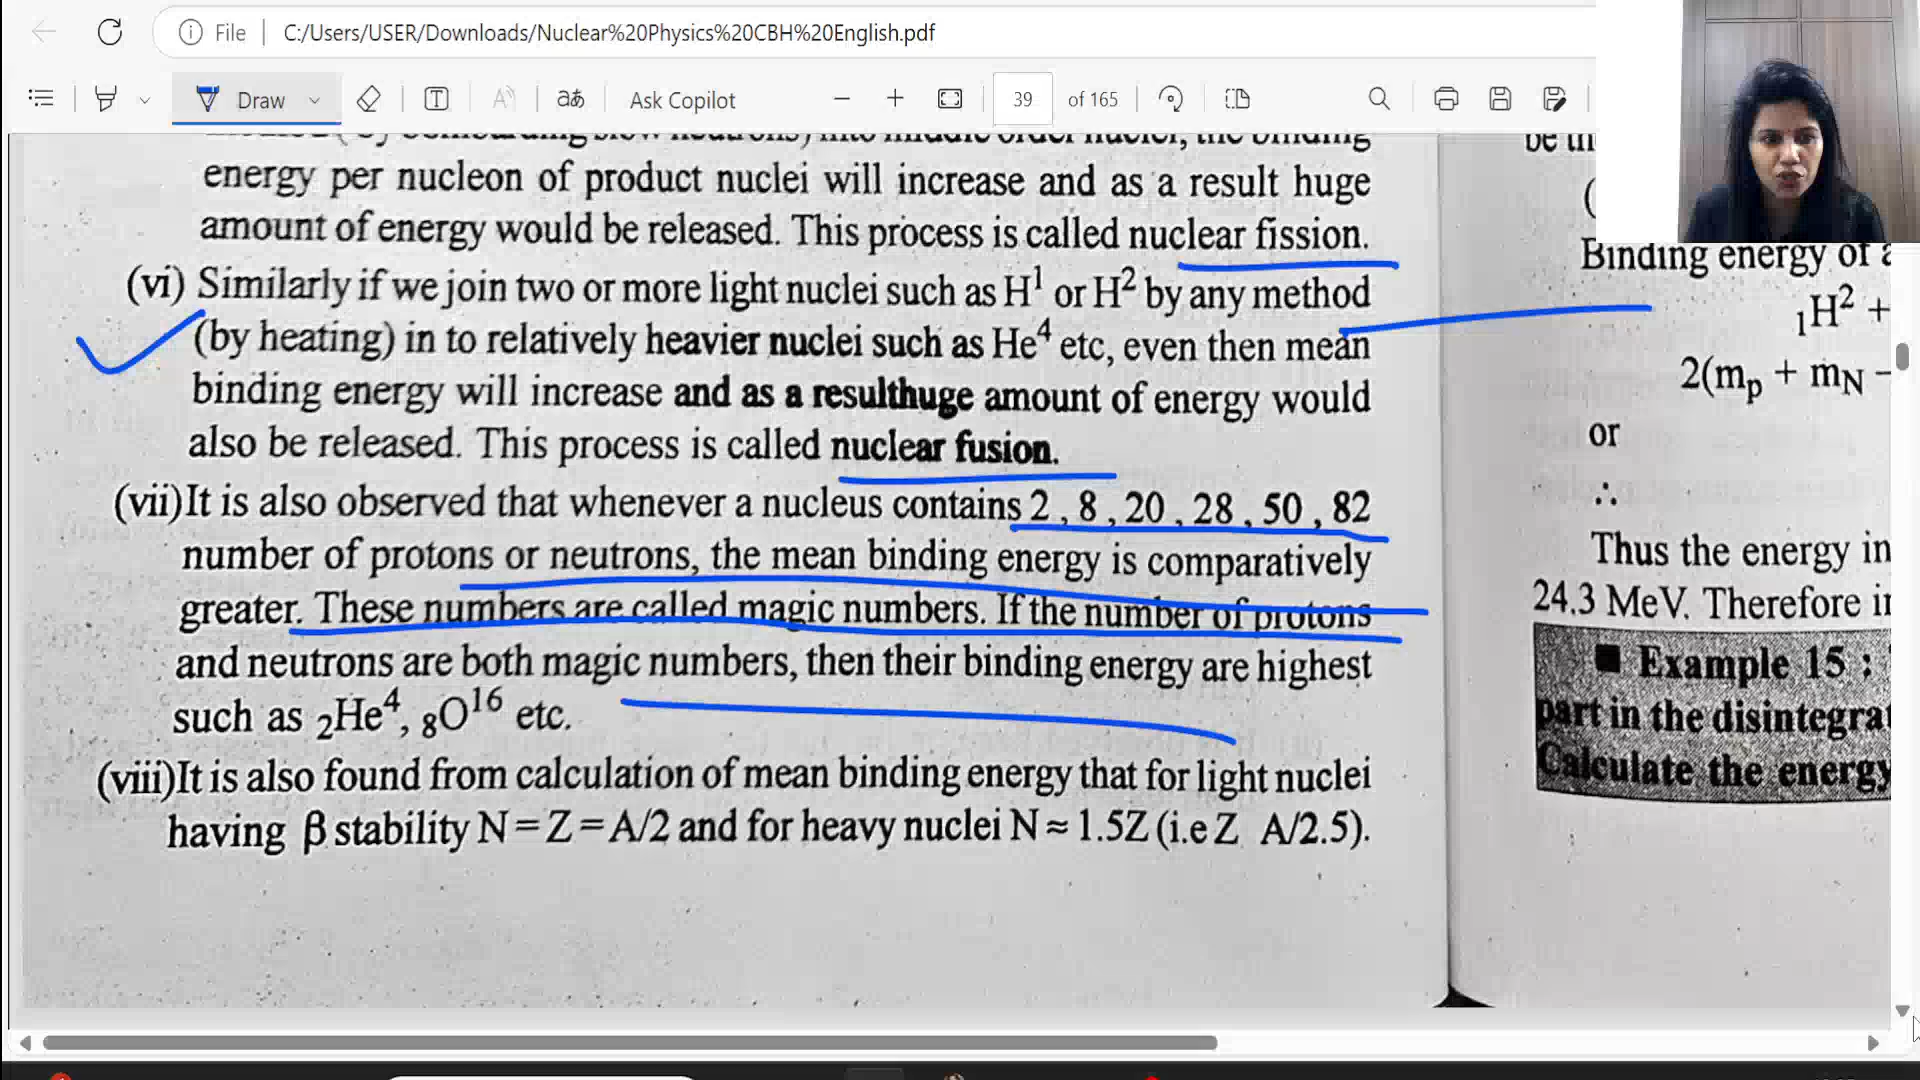 File C:/Users/USER/Downloads/Nuclear%20Physics%20CBH%20English.pdf
Draw aあ Ask Copilot 39 of 165
energy per nucleon of product nuclei will increase and as a result huge
amount of energy would be released. This process is called nuclear fission.
(vi) Similarly if we join two or more light nuclei such as H¹ or H² by any method
(by heating) in to relatively heavier nuclei such as He⁴ etc, even then mean
binding energy will increase and as a resulthuge amount of energy would
also be released. This process is called nuclear fusion.
(vii)It is also observed that whenever a nucleus contains 2 , 8 , 20 , 28 , 50 , 82
number of protons or neutrons, the mean binding energy is comparatively
greater. These numbers are called magic numbers. If the number of protons
and neutrons are both magic numbers, then their binding energy are highest
such as ₂He⁴, ₈O¹⁶ etc.
(viii)It is also found from calculation of mean binding energy that for light nuclei
having β stability N = Z = A/2 and for heavy nuclei N ≈ 1.5Z (i.e Z A/2.5).
Binding energy of
₁H² +
2(mₚ + m_N −
or
∴
Thus the energy in
24.3 MeV. Therefore
■ Example 15 :
part in the disintegra
Calculate the energy